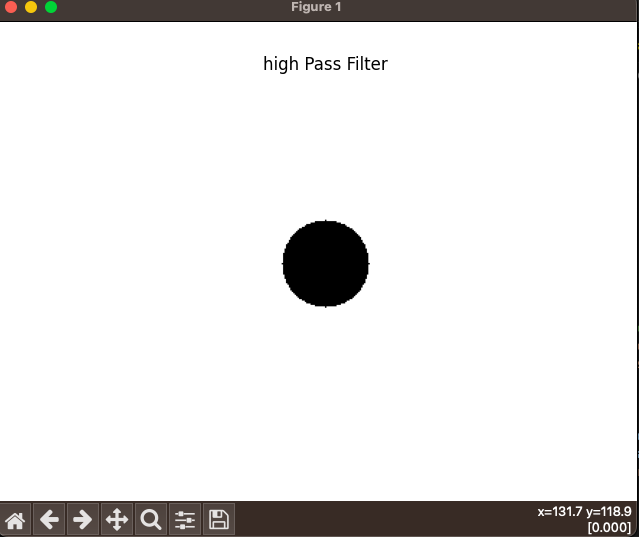 Figure 1
high Pass Filter
x=131.7 y=118.9
[0.000]